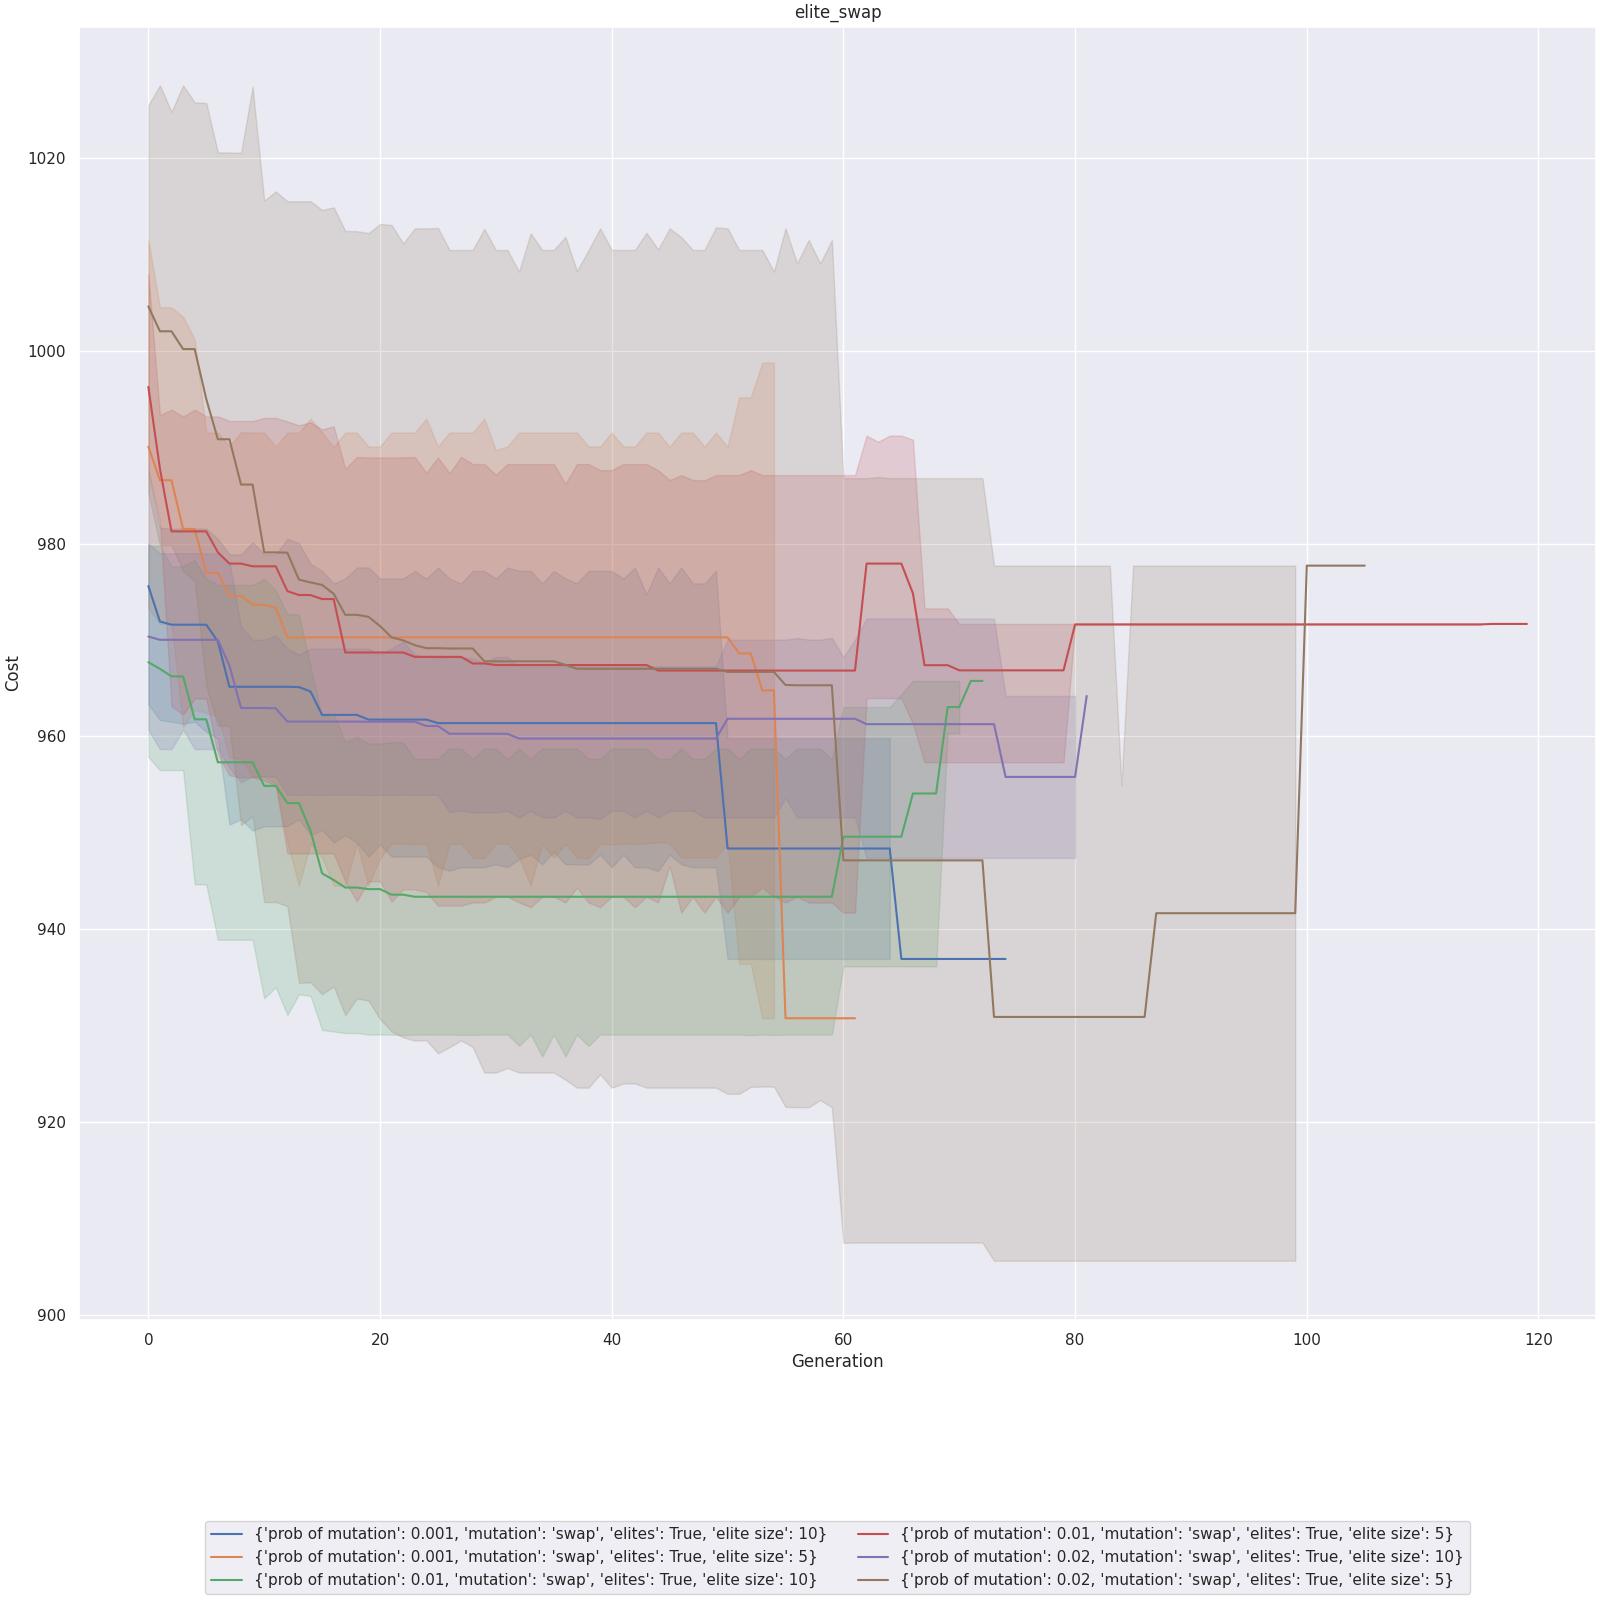 elite_swap
1020
1000
980
960
940
920
900
Cost
0 20 40 60 80 100 120
Generation
{'prob of mutation': 0.001, 'mutation': 'swap', 'elites': True, 'elite size': 10}
{'prob of mutation': 0.001, 'mutation': 'swap', 'elites': True, 'elite size': 5}
{'prob of mutation': 0.01, 'mutation': 'swap', 'elites': True, 'elite size': 10}
{'prob of mutation': 0.01, 'mutation': 'swap', 'elites': True, 'elite size': 5}
{'prob of mutation': 0.02, 'mutation': 'swap', 'elites': True, 'elite size': 10}
{'prob of mutation': 0.02, 'mutation': 'swap', 'elites': True, 'elite size': 5}